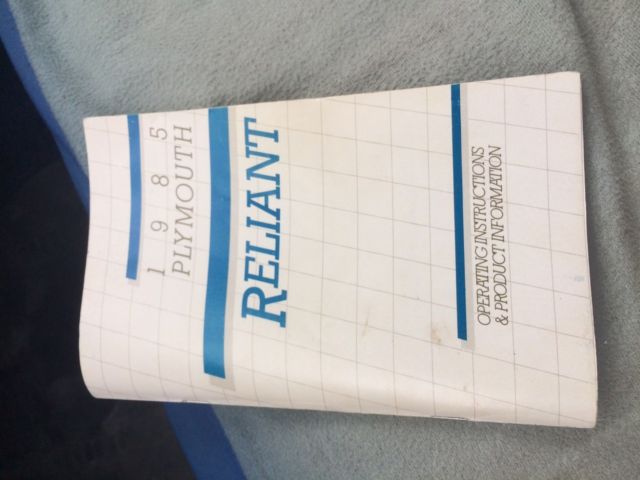 1 9 8 5
PLYMOUTH
RELIANT
OPERATING INSTRUCTIONS
& PRODUCT INFORMATION